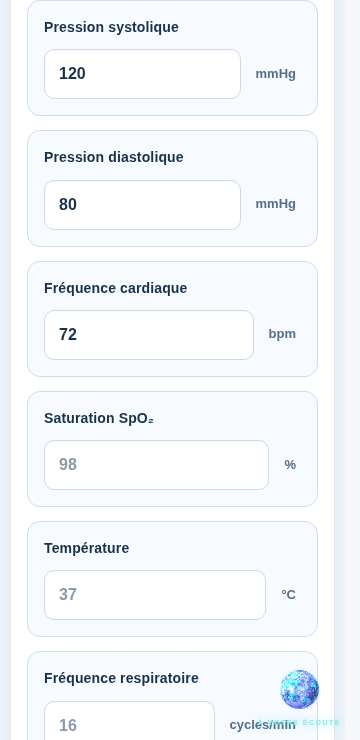 Pression systolique
120 mmHg
Pression diastolique
80 mmHg
Fréquence cardiaque
72 bpm
Saturation SpO₂
98 %
Température
37 °C
Fréquence respiratoire
16 cycles/min
ÉCOUTE